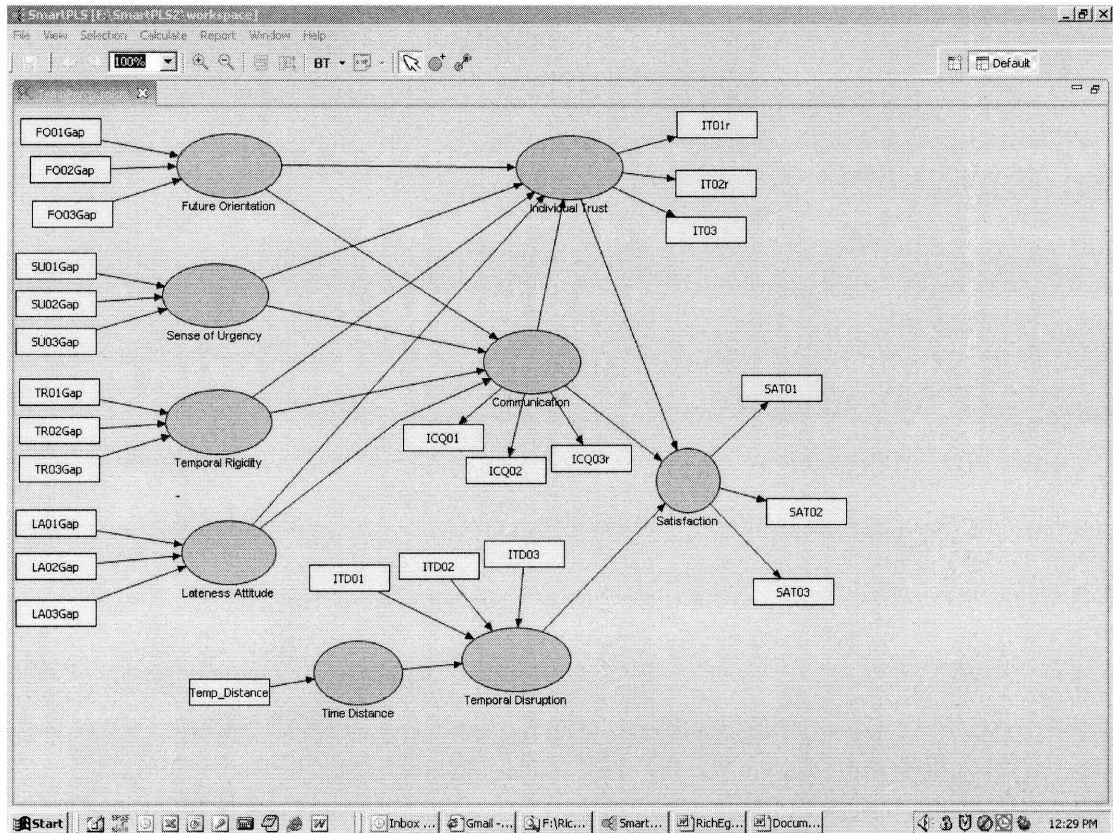 SmartPLS [F:\SmartPLS2\workspace]
File View Selection Calculate Report Window Help
100% BT Default
FO01Gap
FO02Gap
FO03Gap
Future Orientation
IT01r
IT02r
IT03
Individual Trust
SU01Gap
SU02Gap
SU03Gap
Sense of Urgency
TR01Gap
TR02Gap
TR03Gap
Temporal Rigidity
Communication
ICQ01
ICQ02
ICQ03r
SAT01
SAT02
SAT03
Satisfaction
LA01Gap
LA02Gap
LA03Gap
Lateness Attitude
ITD01
ITD02
ITD03
Temp_Distance
Time Distance
Temporal Disruption
Start Inbox ... Gmail -... F:\Ric... Smart... RichEg... Docum... 12:29 PM